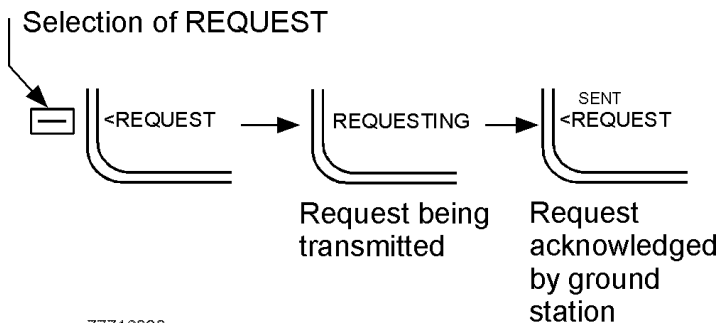 Selection of REQUEST
<REQUEST
REQUESTING
SENT
<REQUEST
Request being
transmitted
Request
acknowledged
by ground
station